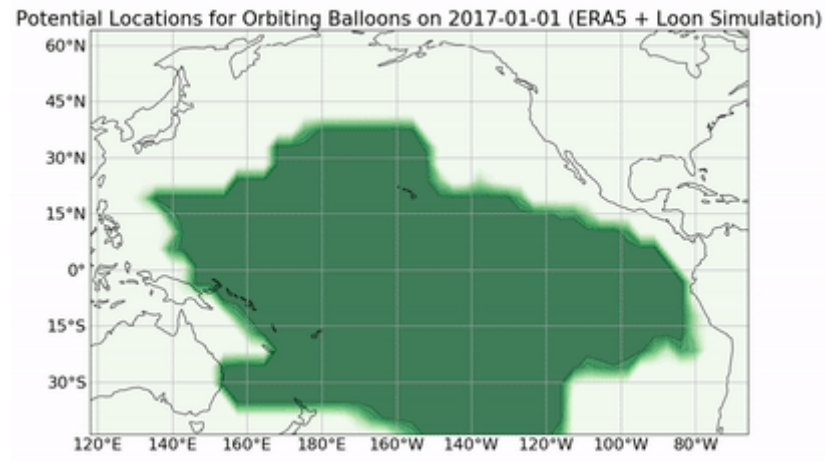 Potential Locations for Orbiting Balloons on 2017-01-01 (ERA5 + Loon Simulation)
60°N
45°N
30°N
15°N
0°
15°S
30°S
120°E 140°E 160°E 180°E 160°W 140°W 120°W 100°W 80°W